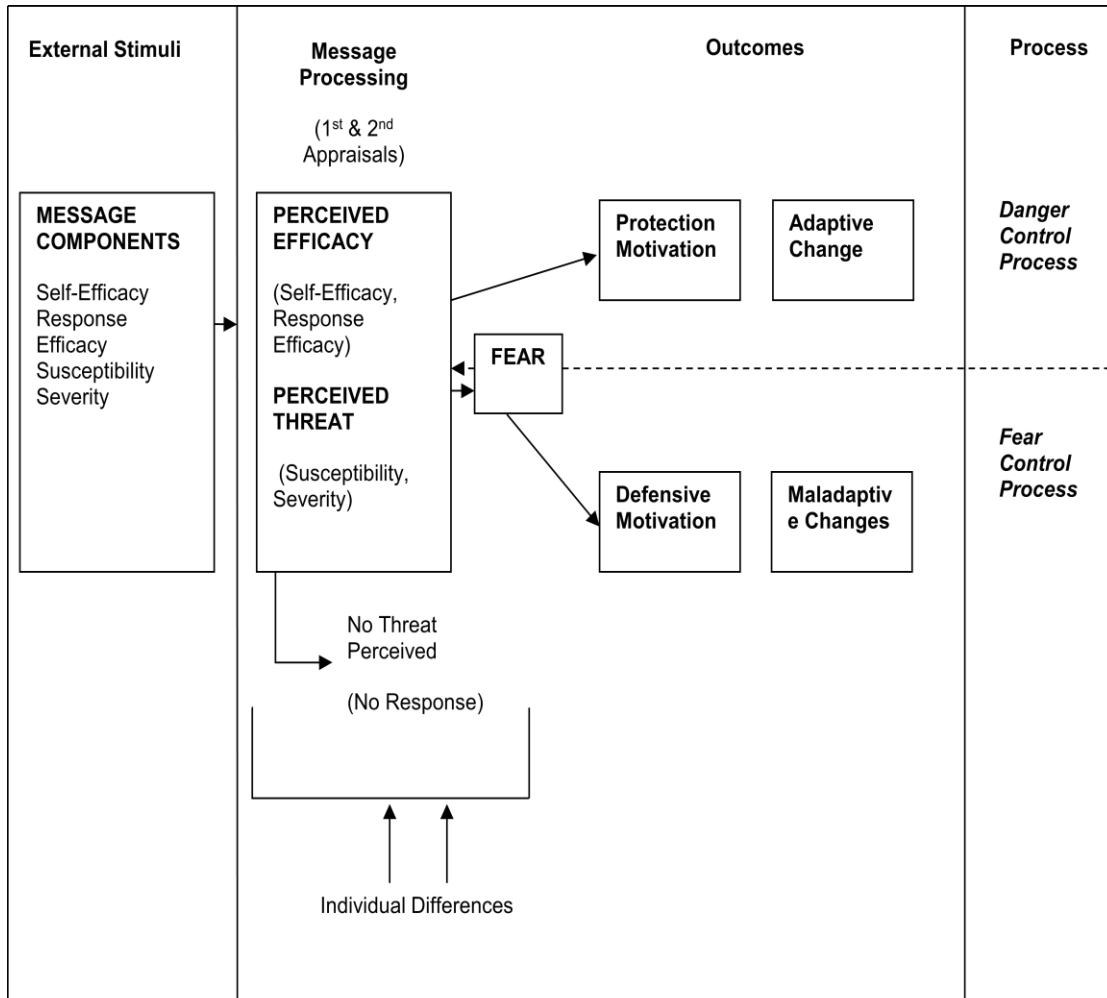 External Stimuli
Message
Processing
(1st & 2nd
Appraisals)
Outcomes
Process
MESSAGE
COMPONENTS
Self-Efficacy
Response
Efficacy
Susceptibility
Severity
PERCEIVED
EFFICACY
(Self-Efficacy,
Response
Efficacy)
PERCEIVED
THREAT
(Susceptibility,
Severity)
FEAR
Protection
Motivation
Adaptive
Change
Danger
Control
Process
Defensive
Motivation
Maladaptiv
e Changes
Fear
Control
Process
No Threat
Perceived
(No Response)
Individual Differences